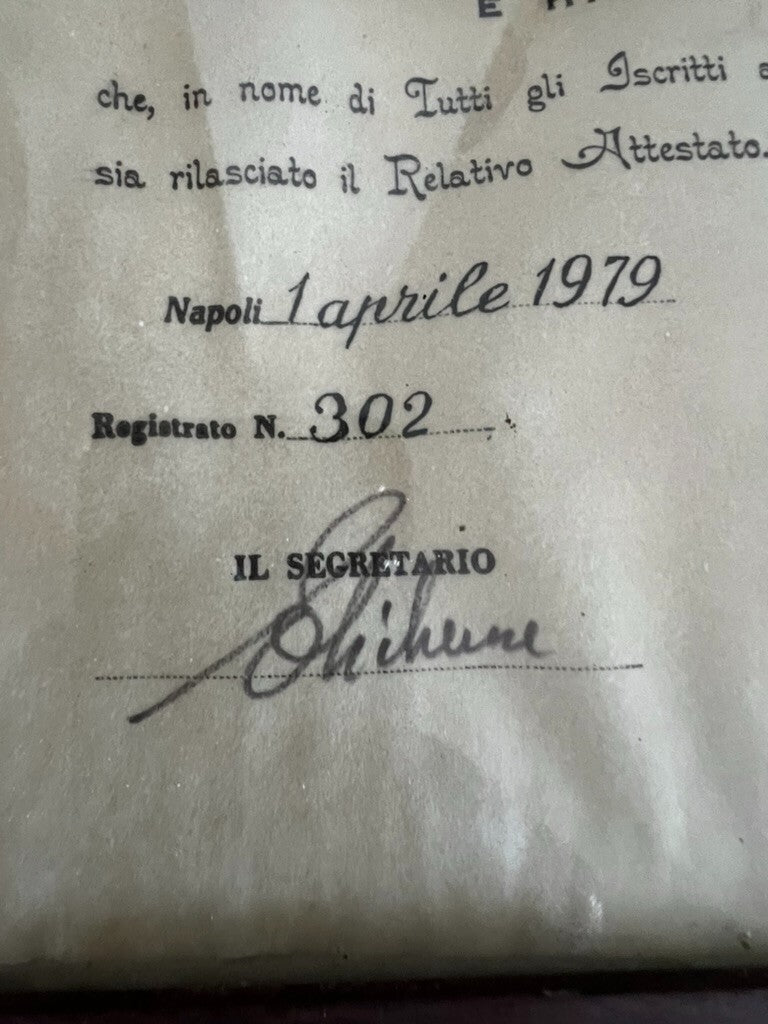 che, in nome di Tutti gli Iscritti
sia rilasciato il Relativo Attestato.
Napoli 1 aprile 1979
Registrato N. 302
IL SEGRETARIO